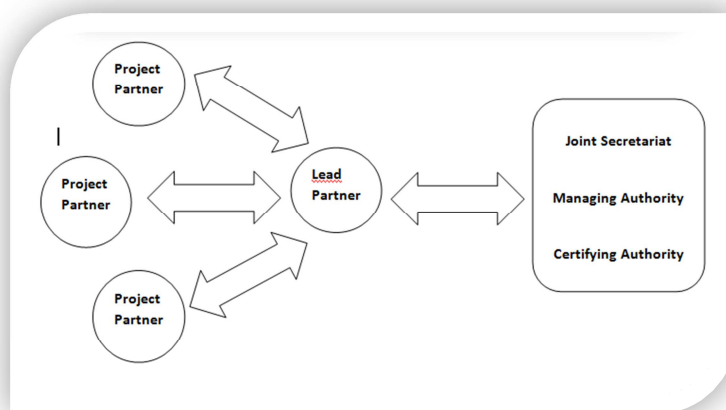 Project
Partner
Project
Partner
Project
Partner
Lead
Partner
Joint Secretariat
Managing Authority
Certifying Authority